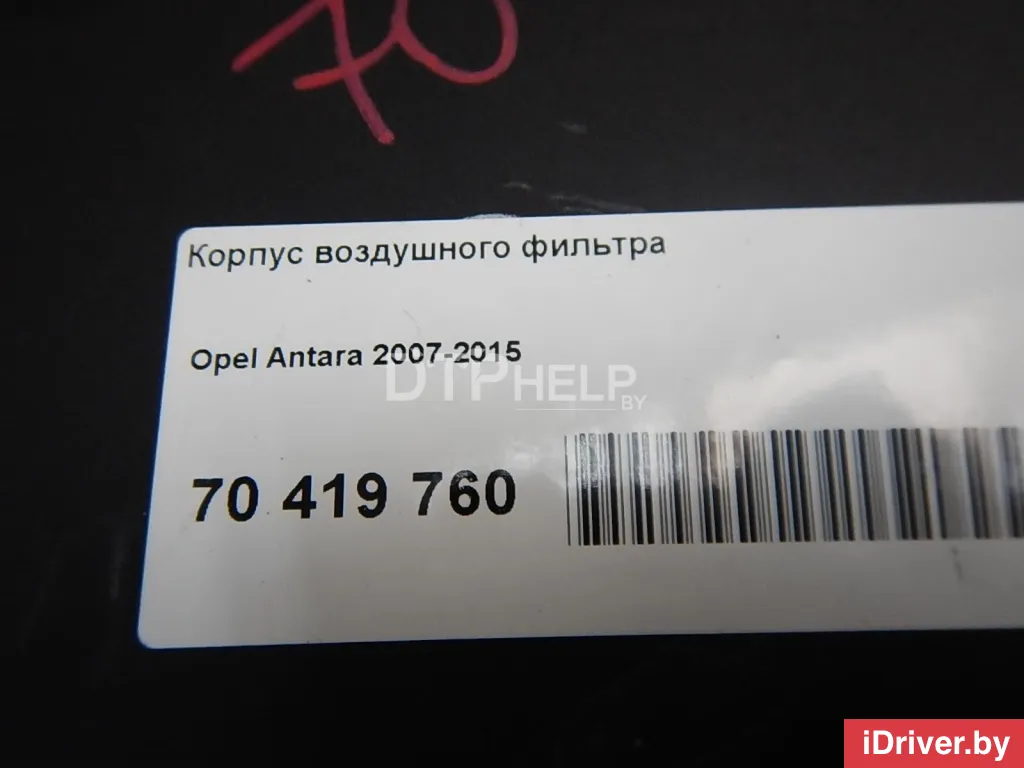 70
Корпус воздушного фильтра
Opel Antara 2007-2015
DTPHELP.BY
70 419 760
iDriver.by